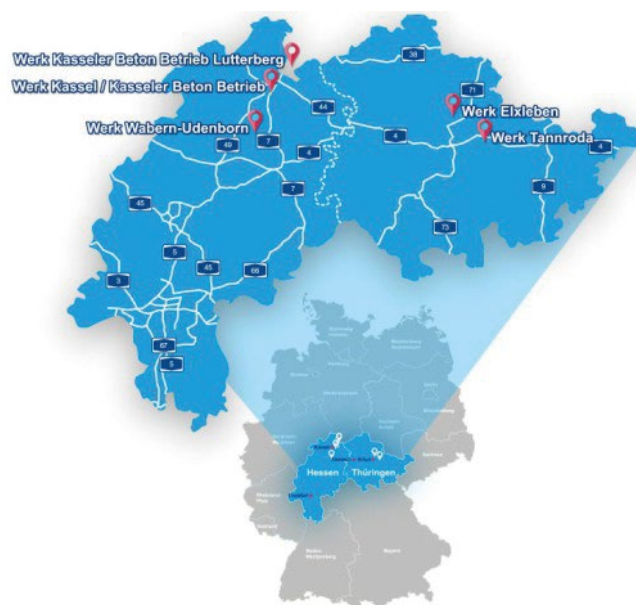 Werk Kasseler Beton Betrieb Lutterberg
Werk Kassel / Kasseler Beton Betrieb
Werk Wabern-Udenborn
Werk Elxleben
Werk Tannroda
38
71
44
4
4
49
7
4
7
9
45
73
5
45
66
3
67
5
Hessen
Thüringen